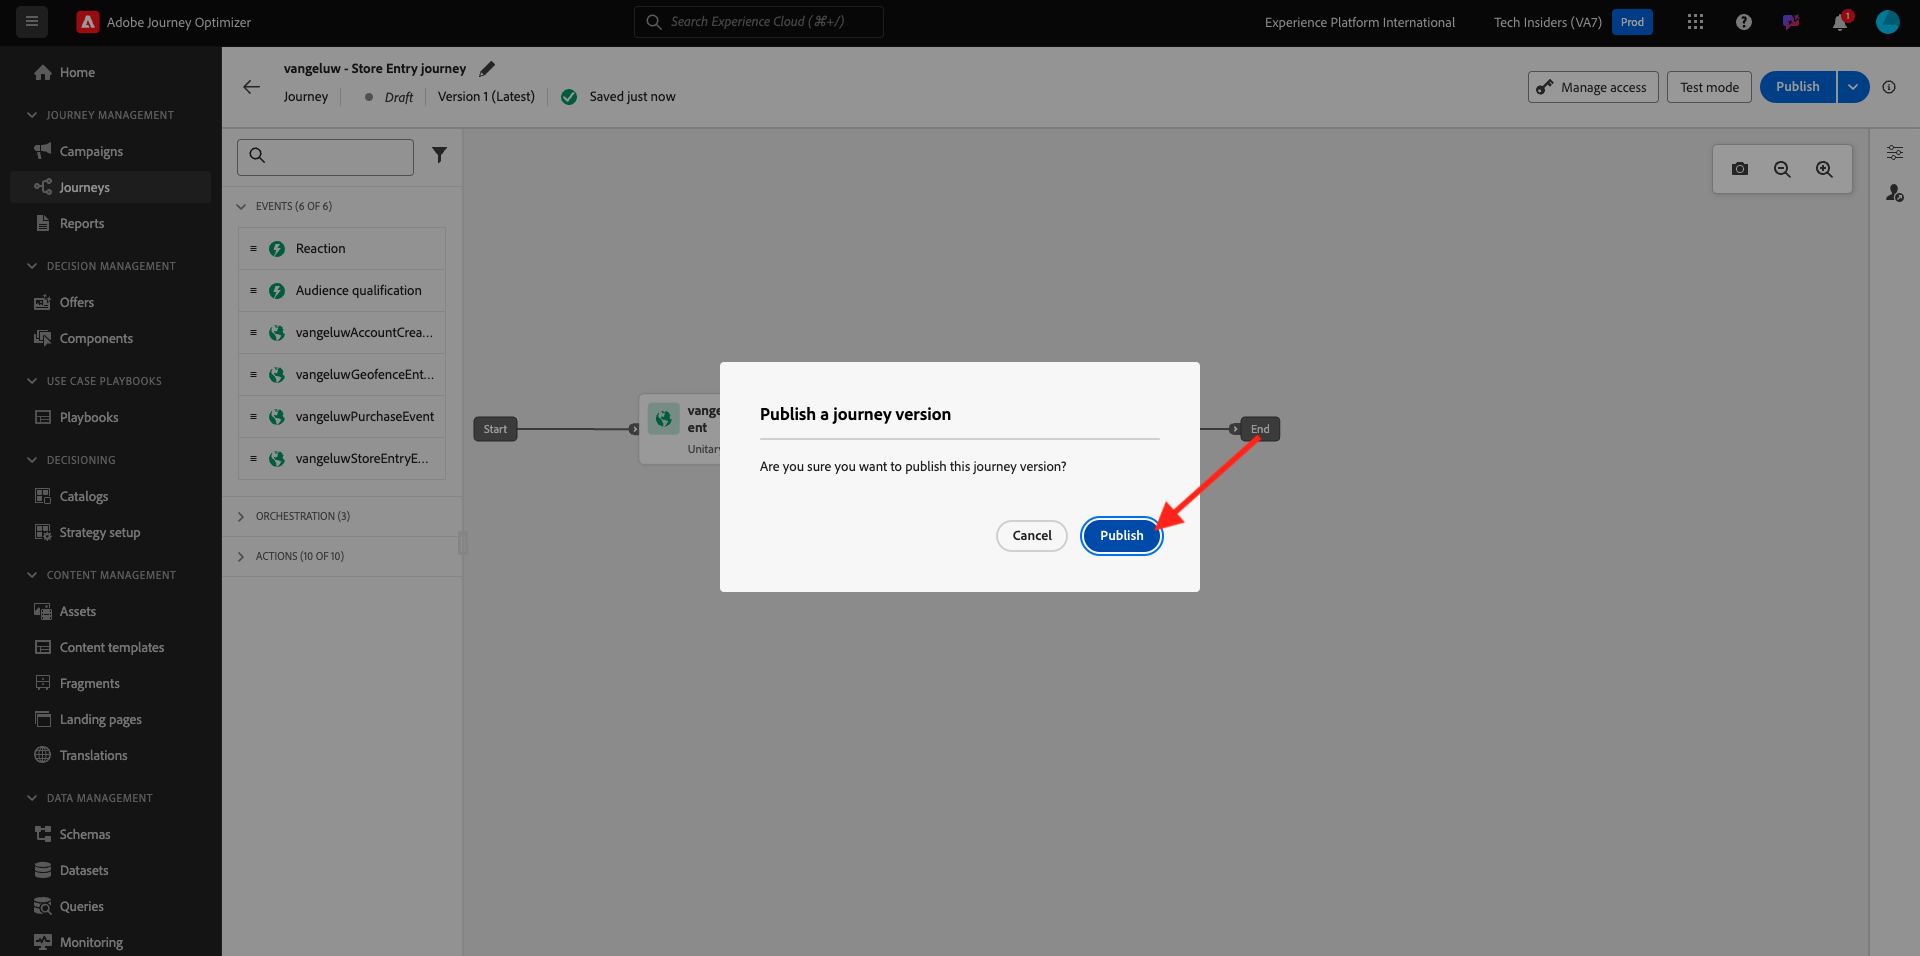 Adobe Journey Optimizer
Search Experience Cloud (⌘+/)
Experience Platform International
Tech Insiders (VA7)
Prod
1
Home
JOURNEY MANAGEMENT
Campaigns
Journeys
Reports
DECISION MANAGEMENT
Offers
Components
USE CASE PLAYBOOKS
Playbooks
DECISIONING
Catalogs
Strategy setup
CONTENT MANAGEMENT
Assets
Content templates
Fragments
Landing pages
Translations
DATA MANAGEMENT
Schemas
Datasets
Queries
Monitoring
vangeluw - Store Entry journey
Journey
Draft
Version 1 (Latest)
Saved just now
Manage access
Test mode
Publish
EVENTS (6 OF 6)
Reaction
Audience qualification
vangeluwAccountCrea...
vangeluwGeofenceEnt...
vangeluwPurchaseEvent
vangeluwStoreEntryE...
ORCHESTRATION (3)
ACTIONS (10 OF 10)
Start
vange
ent
Unitary
End
Publish a journey version
Are you sure you want to publish this journey version?
Cancel
Publish